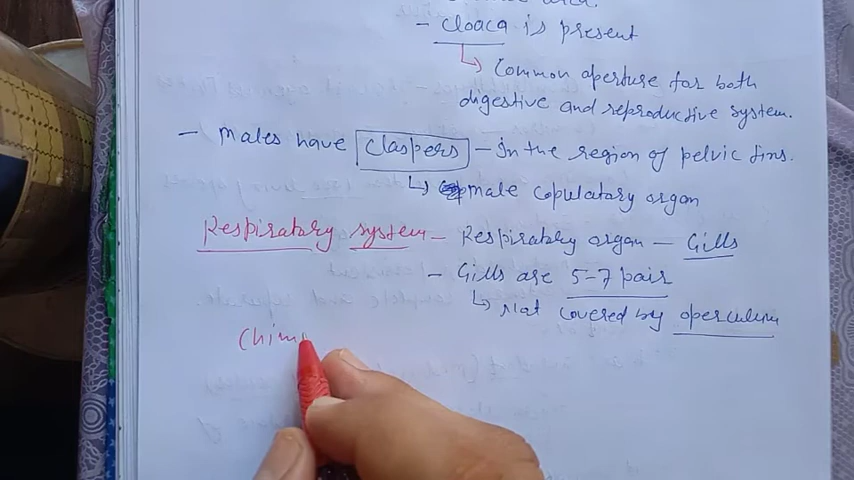 - Cloaca is present
↳ Common aperture for both
digestive and reproductive system.
- Males have Claspers - In the region of pelvic fins.
↳ male copulatory organ
Respiratory system - Respiratory organ - Gills
- Gills are 5-7 pair
↳ Not covered by operculum
Chim